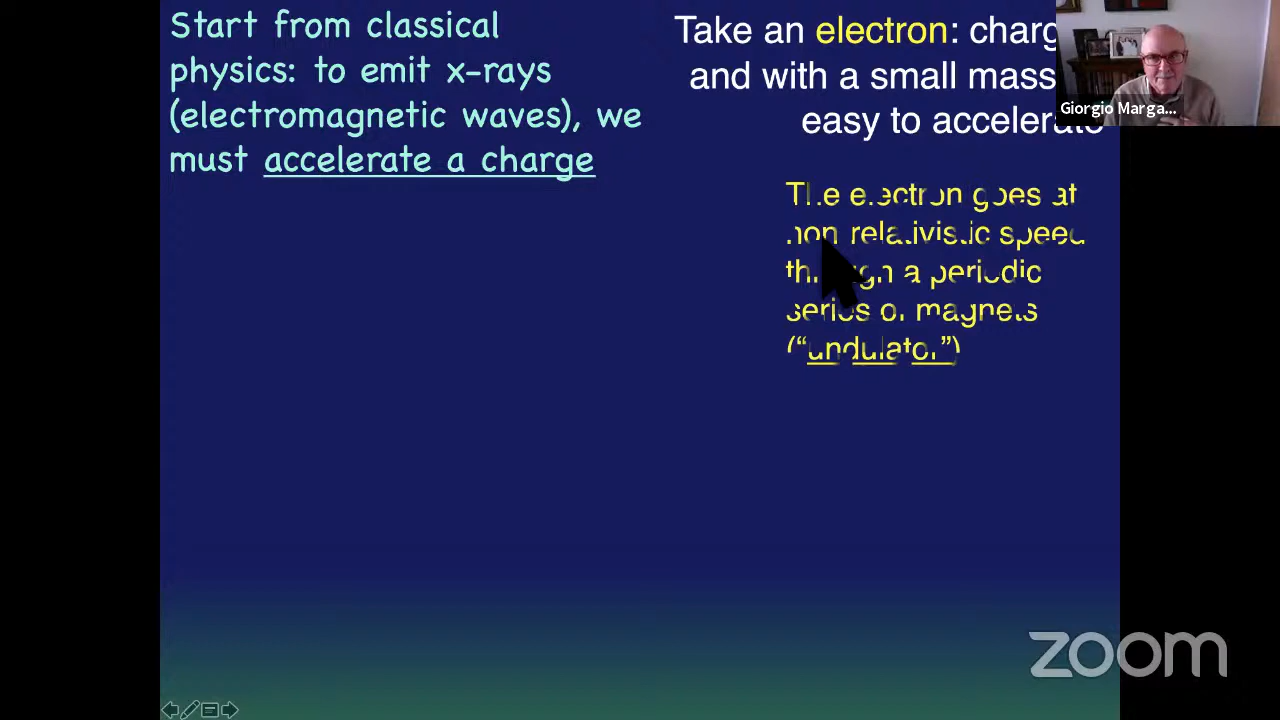 Start from classical
physics: to emit x-rays
(electromagnetic waves), we
must accelerate a charge
Take an electron: charg
and with a small mass
easy to accelerate
The electron goes at
non relativistic speed
through a periodic
series of magnets
(“undulator”)
Giorgio Marga...
zoom